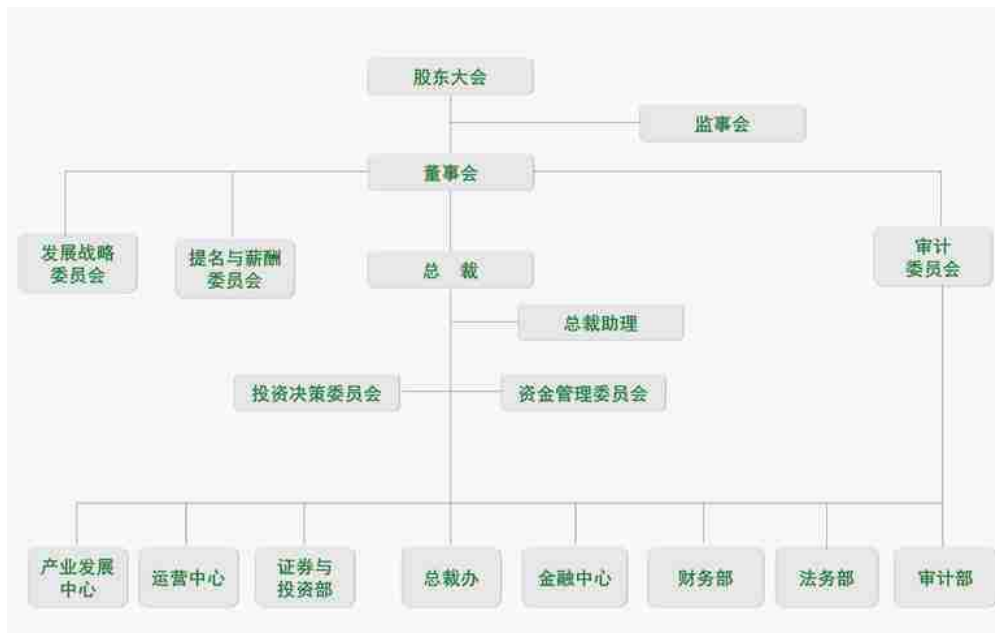 股东大会
监事会
董事会
发展战略
委员会
提名与薪酬
委员会
总 裁
审计
委员会
总裁助理
投资决策委员会
资金管理委员会
产业发展
中心
运营中心
证券与
投资部
总裁办
金融中心
财务部
法务部
审计部